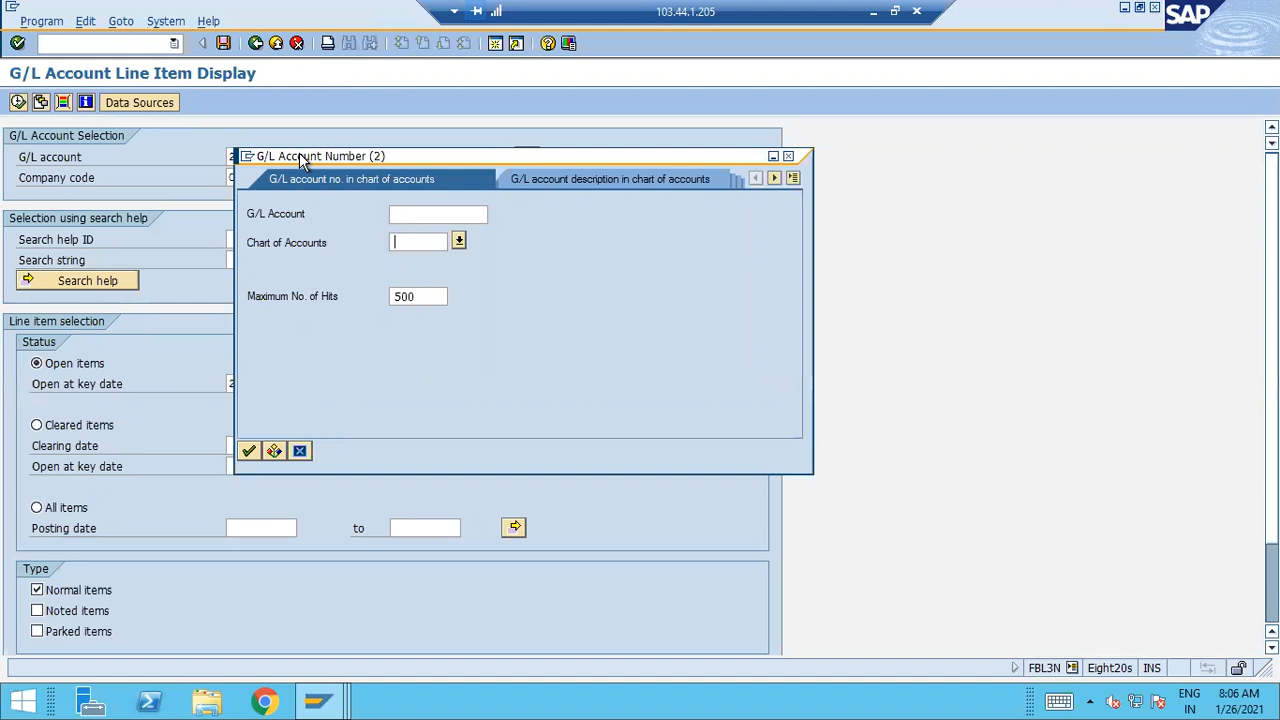 103.44.1.205
Program Edit Goto System Help
SAP
G/L Account Line Item Display
Data Sources
G/L Account Selection
G/L account 2
Company code
G/L Account Number (2)
G/L account no. in chart of accounts
G/L account description in chart of accounts
G/L Account
Chart of Accounts
Maximum No. of Hits 500
Selection using search help
Search help ID
Search string
Search help
Line item selection
Status
Open items
Open at key date 2
Cleared items
Clearing date
Open at key date
All items
Posting date to
Type
Normal items
Noted items
Parked items
FBL3N Eight20s INS
ENG 8:06 AM
IN 1/26/2021